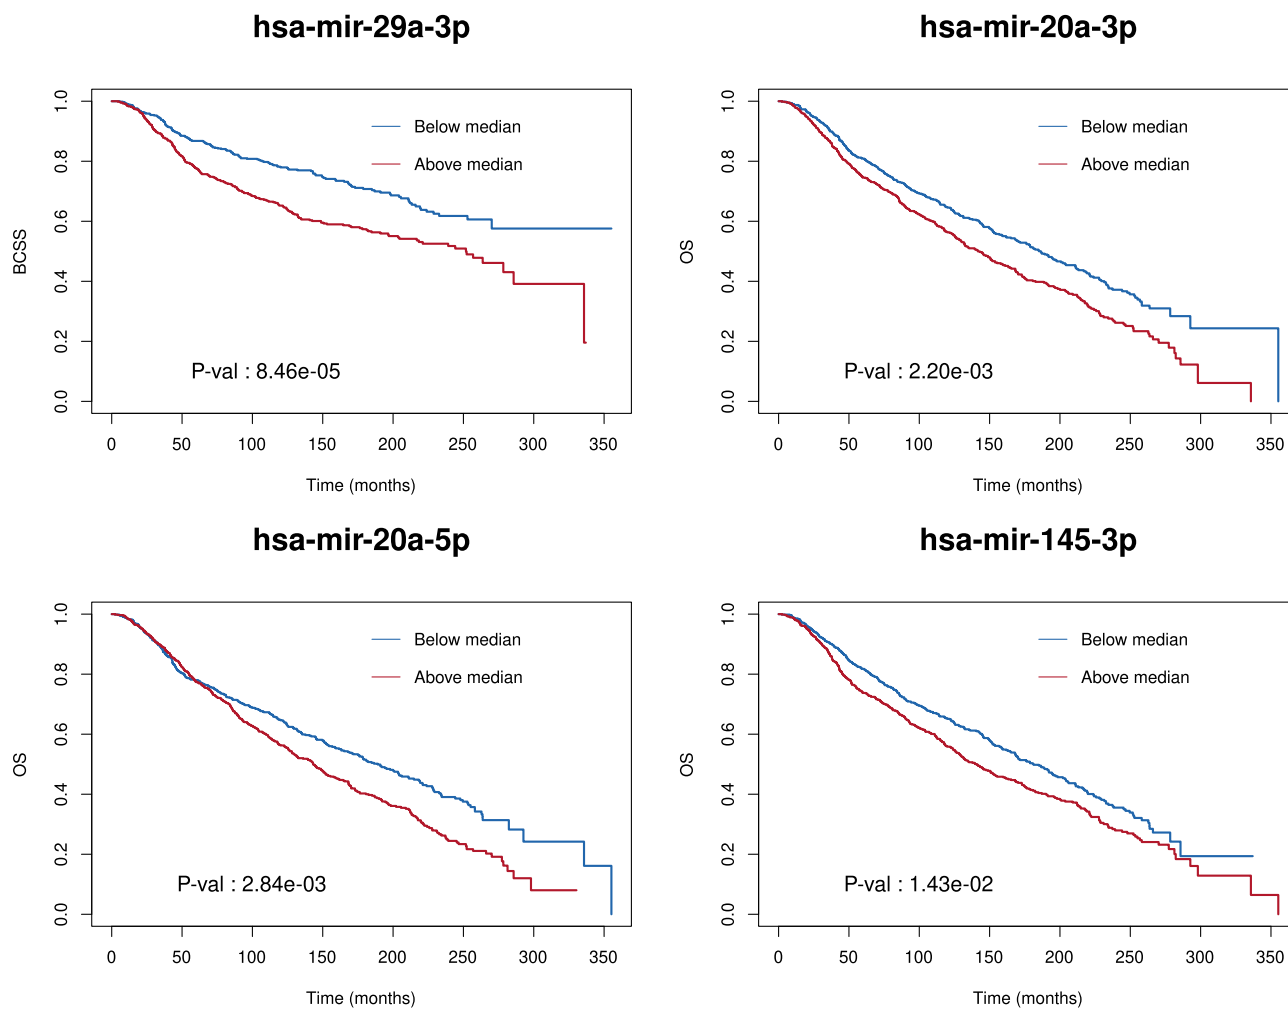 hsa-mir-29a-3p
BCSS
1.0
0.8
0.6
0.4
0.2
0.0
Below median
Above median
P-val : 8.46e-05
0 50 100 150 200 250 300 350
Time (months)
hsa-mir-20a-3p
OS
1.0
0.8
0.6
0.4
0.2
0.0
Below median
Above median
P-val : 2.20e-03
0 50 100 150 200 250 300 350
Time (months)
hsa-mir-20a-5p
OS
1.0
0.8
0.6
0.4
0.2
0.0
Below median
Above median
P-val : 2.84e-03
0 50 100 150 200 250 300 350
Time (months)
hsa-mir-145-3p
OS
1.0
0.8
0.6
0.4
0.2
0.0
Below median
Above median
P-val : 1.43e-02
0 50 100 150 200 250 300 350
Time (months)